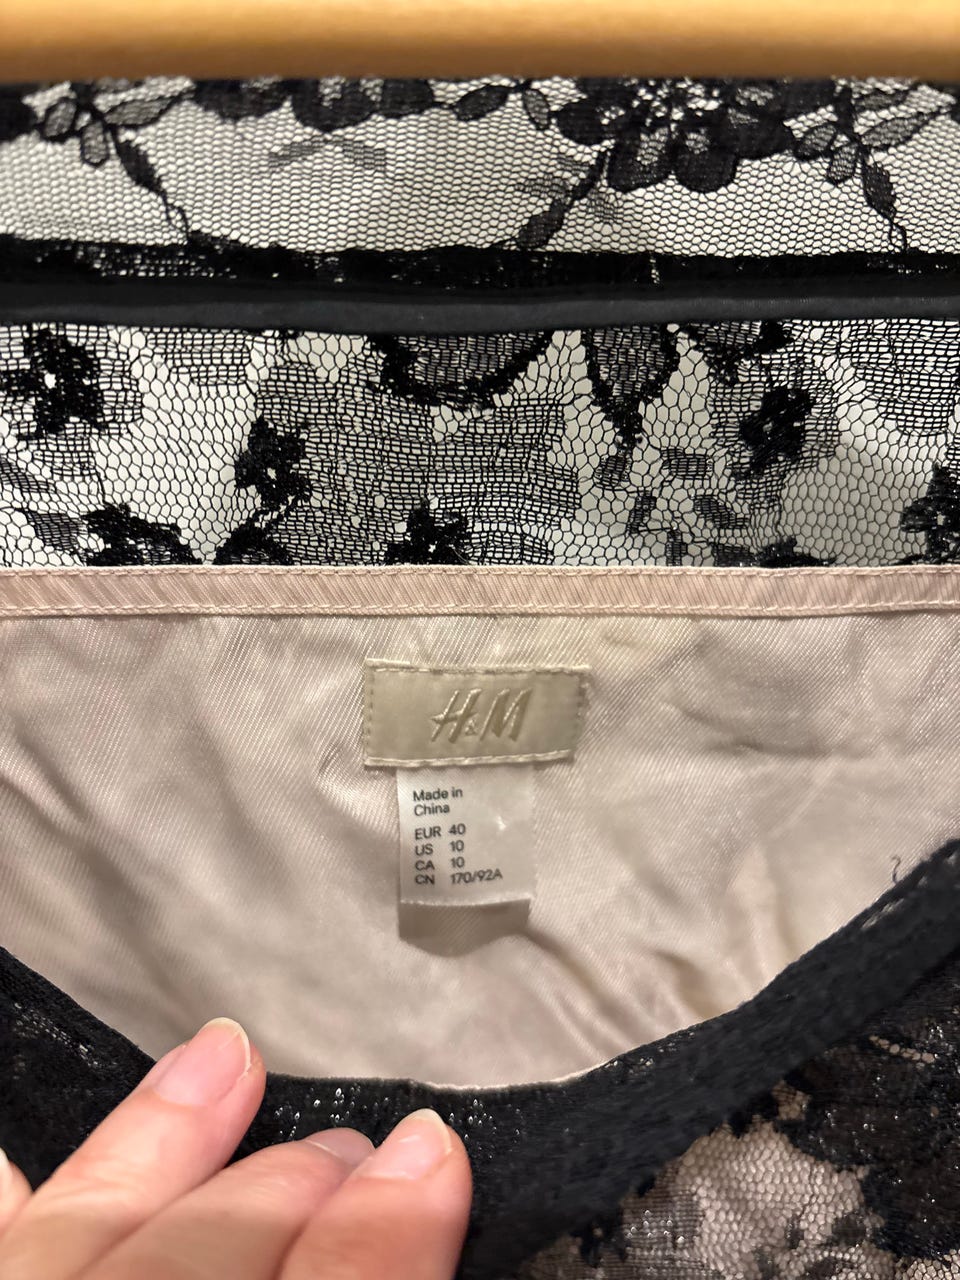 H&M
Made in
China
EUR 40
US 10
CA 10
CN 170/92A